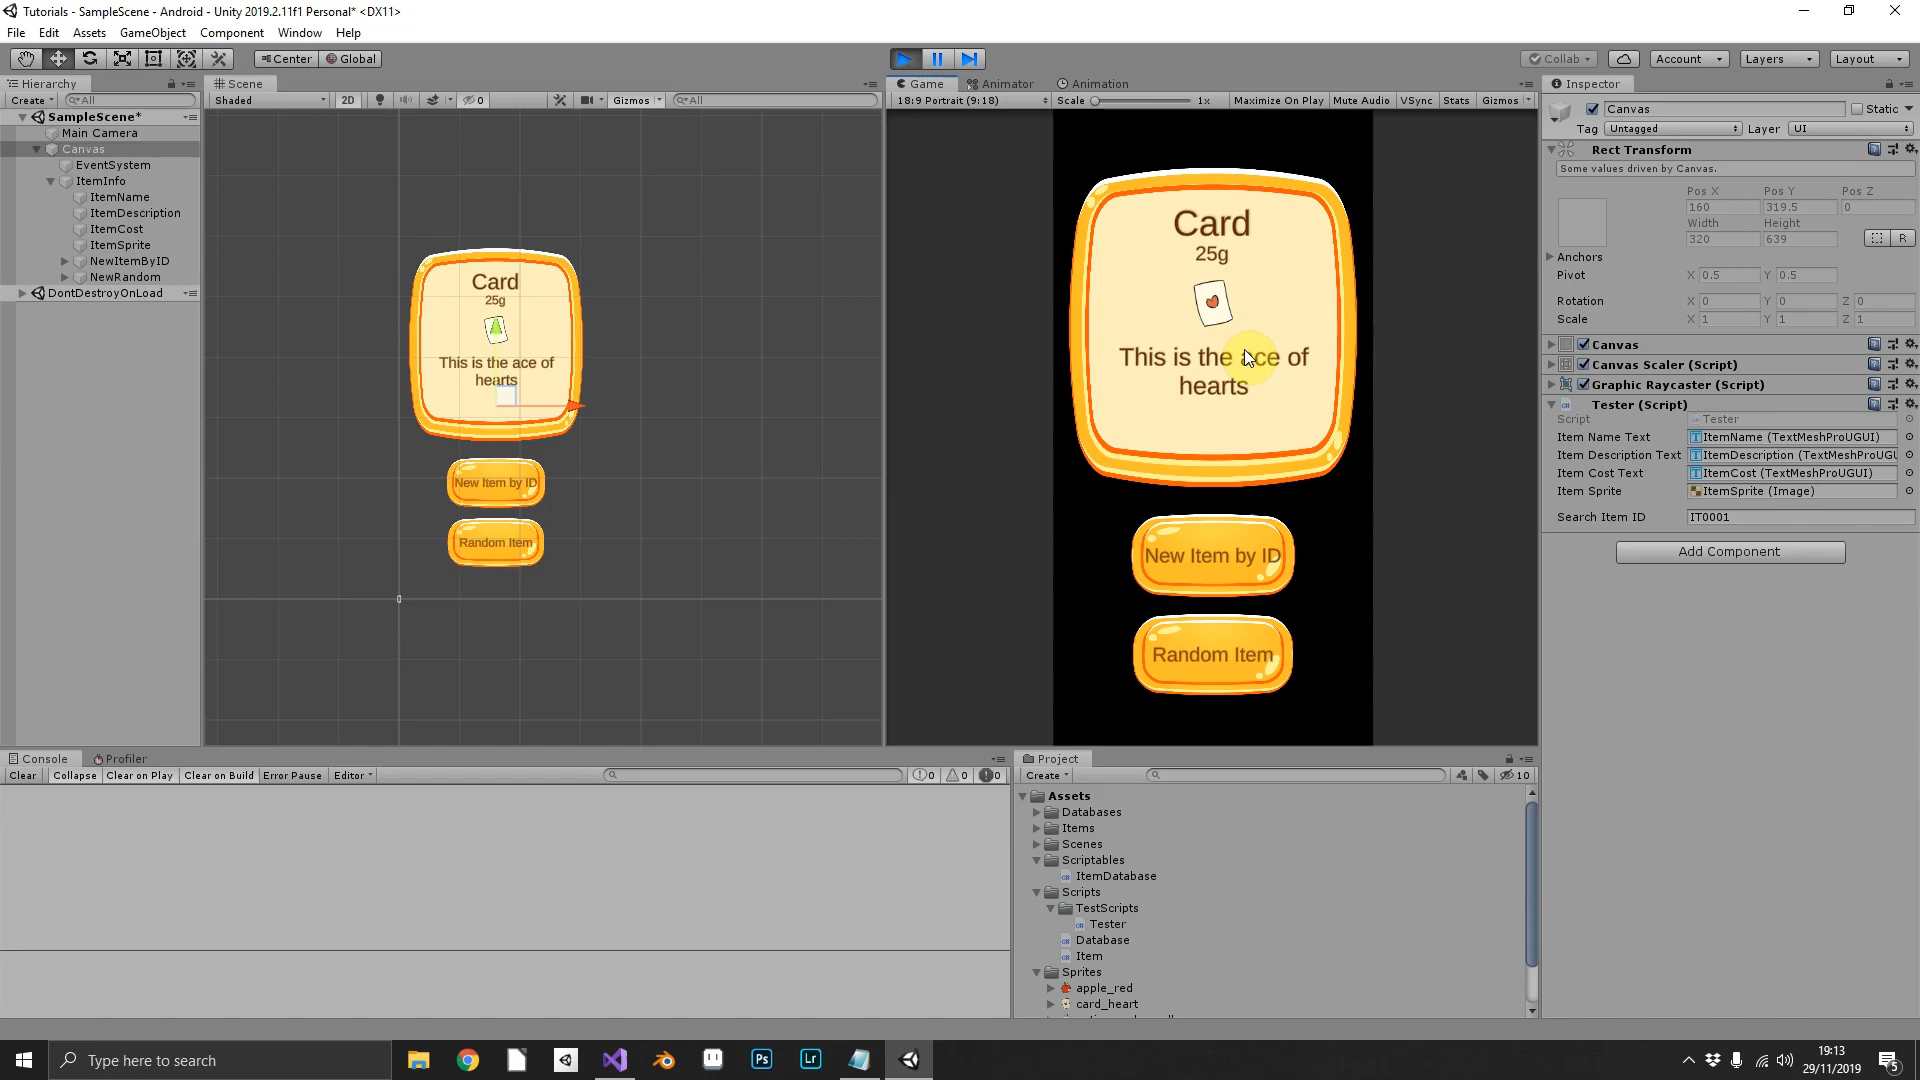 Tutorials - SampleScene - Android - Unity 2019.2.11f1 Personal* <DX11>
File Edit Assets GameObject Component Window Help
Center Global
Collab Account Layers Layout
Hierarchy
Create All
SampleScene*
Main Camera
Canvas
EventSystem
ItemInfo
ItemName
ItemDescription
ItemCost
ItemSprite
NewItemByID
NewRandom
DontDestroyOnLoad
Scene
Shaded 2D 0 Gizmos All
Card
25g
This is the ace of
hearts
New Item by ID
Random Item
Game Animator Animation
18:9 Portrait (9:18) Scale 1x Maximize On Play Mute Audio VSync Stats Gizmos
Card
25g
This is the ace of
hearts
New Item by ID
Random Item
Inspector
Canvas Static
Tag Untagged Layer UI
Rect Transform
Some values driven by Canvas.
Pos X Pos Y Pos Z
160 319.5 0
Width Height
320 639 R
Anchors
Pivot X 0.5 Y 0.5
Rotation X 0 Y 0 Z 0
Scale X 1 Y 1 Z 1
Canvas
Canvas Scaler (Script)
Graphic Raycaster (Script)
Tester (Script)
Script Tester
Item Name Text ItemName (TextMeshProUGUI)
Item Description Text ItemDescription (TextMeshProUGU
Item Cost Text ItemCost (TextMeshProUGUI)
Item Sprite ItemSprite (Image)
Search Item ID IT0001
Add Component
Console Profiler
Clear Collapse Clear on Play Clear on Build Error Pause Editor 0 0 0
Project
Create 10
Assets
Databases
Items
Scenes
Scriptables
ItemDatabase
Scripts
TestScripts
Tester
Database
Item
Sprites
apple_red
card_heart
Type here to search
Ps
Lr
19:13
29/11/2019
5